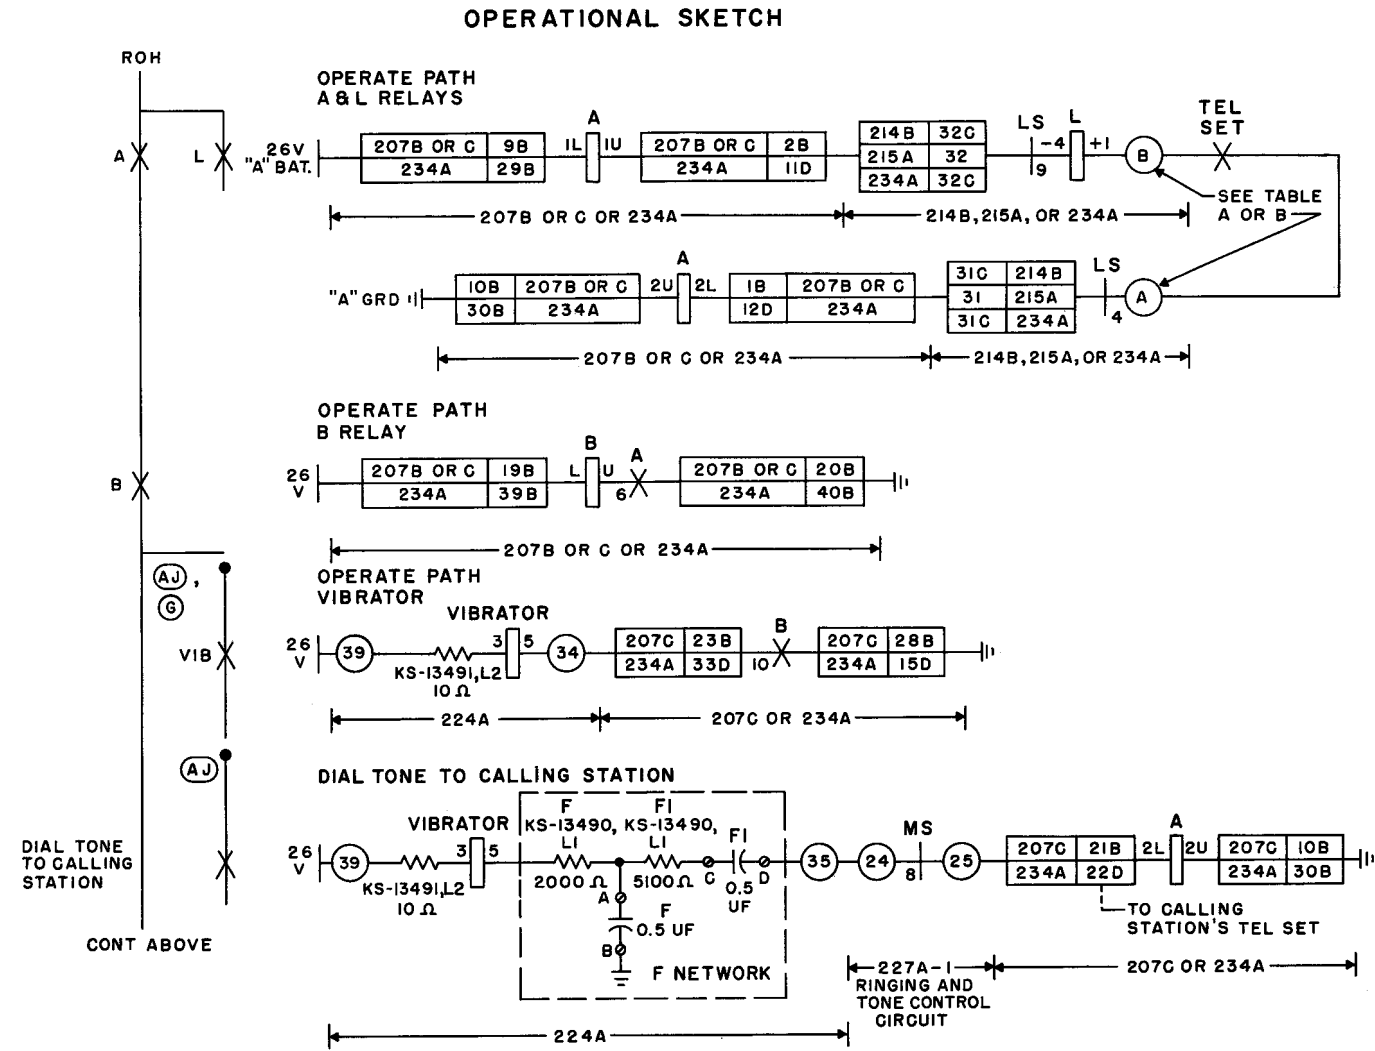 OPERATIONAL SKETCH
ROH
A
L
OPERATE PATH
A & L RELAYS
26V
"A" BAT.
207B OR C 9B
234A 29B
1L
A
1U
207B OR C 2B
234A 11D
214B 32C
215A 32
234A 32C
LS
9
-4
L
+1
B
TEL
SET
SEE TABLE
A OR B
207B OR C OR 234A
214B, 215A, OR 234A
"A" GRD
10B 207B OR C
30B 234A
2U
A
2L
1B 207B OR C
12D 234A
31C 214B
31 215A
31C 234A
LS
4
A
207B OR C OR 234A
214B, 215A, OR 234A
B
OPERATE PATH
B RELAY
26
V
207B OR C 19B
234A 39B
L
B
U
A
6
207B OR C 20B
234A 40B
207B OR C OR 234A
AJ,
G
VIB
OPERATE PATH
VIBRATOR
26
V
39
KS-13491, L2
10 Ω
VIBRATOR
3
5
34
207C 23B
234A 33D
B
10
207C 28B
234A 15D
224A
207C OR 234A
AJ
DIAL TONE
TO CALLING
STATION
CONT ABOVE
DIAL TONE TO CALLING STATION
26
V
39
KS-13491, L2
10 Ω
VIBRATOR
3
5
F
KS-13490,
L1
2000 Ω
F1
KS-13490,
L1
5100 Ω
C
F1
0.5
UF
D
A
F
0.5 UF
B
F NETWORK
35
24
MS
8
25
207C 21B
234A 22D
2L
A
2U
207C 10B
234A 30B
TO CALLING
STATION'S TEL SET
227A-1
RINGING AND
TONE CONTROL
CIRCUIT
207C OR 234A
224A